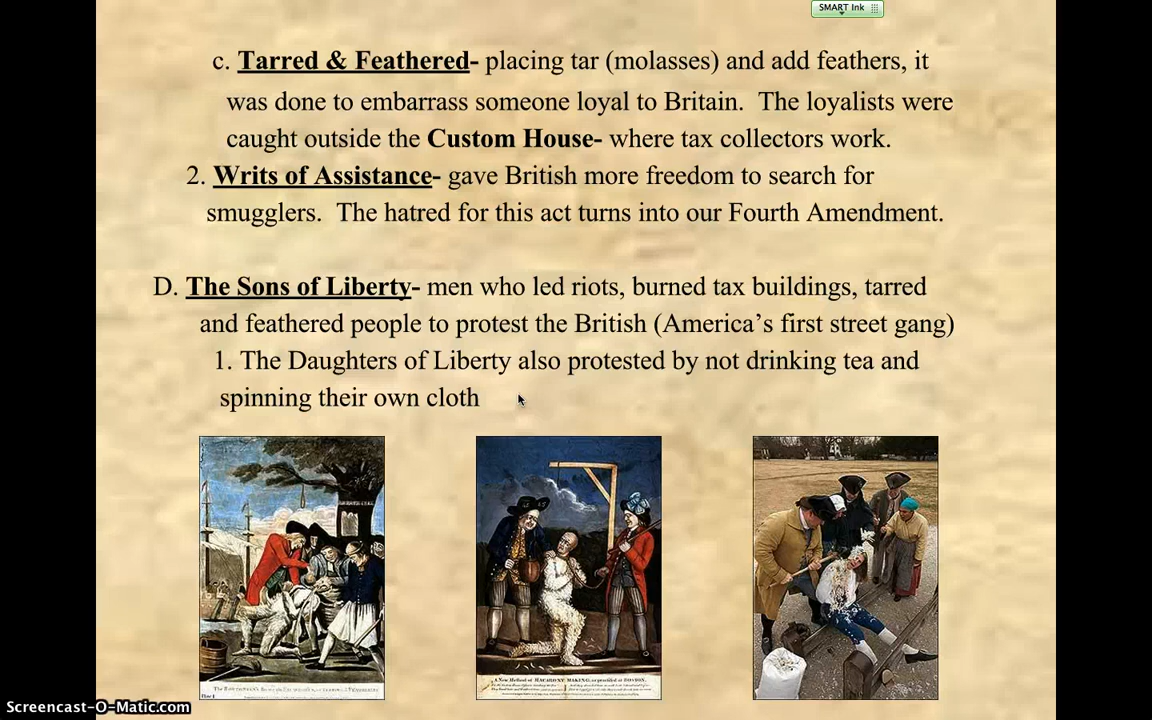 SMART Ink
c. Tarred & Feathered- placing tar (molasses) and add feathers, it
was done to embarrass someone loyal to Britain. The loyalists were
caught outside the Custom House- where tax collectors work.
2. Writs of Assistance- gave British more freedom to search for
smugglers. The hatred for this act turns into our Fourth Amendment.
D. The Sons of Liberty- men who led riots, burned tax buildings, tarred
and feathered people to protest the British (America’s first street gang)
1. The Daughters of Liberty also protested by not drinking tea and
spinning their own cloth
A New Method of MACARONY MAKING, as practised at BOSTON.
Screencast-O-Matic.com